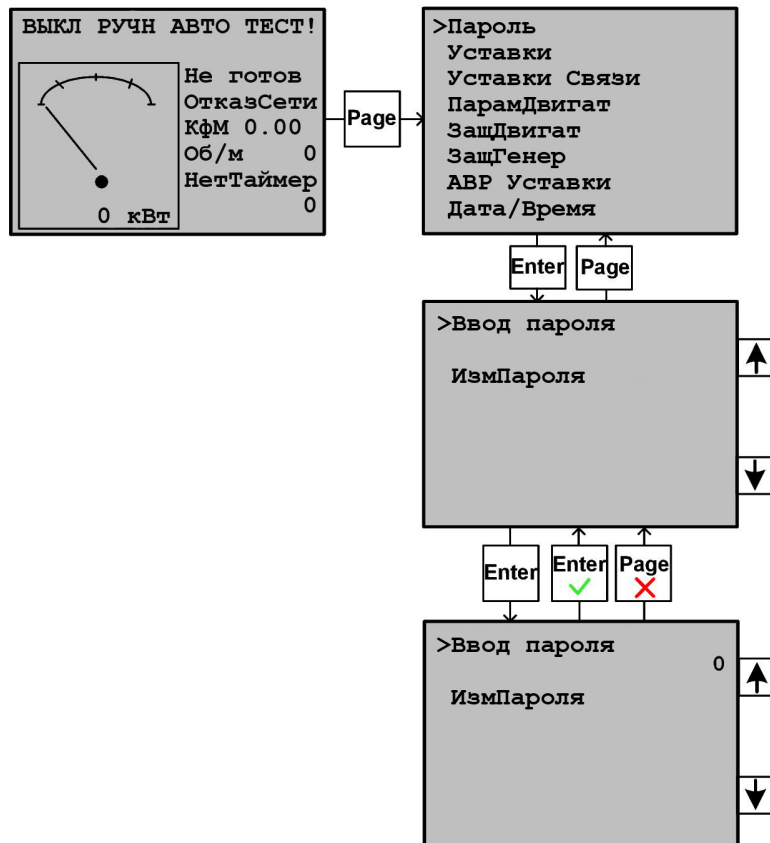 ВЫКЛ РУЧН АВТО ТЕСТ!
Не готов
ОтказСети
КфМ 0.00
Об/м 0
НетТаймер
0
0 кВт
Page
>Пароль
Уставки
Уставки Связи
ПарамДвигат
ЗащДвигат
ЗащГенер
АВР Уставки
Дата/Время
Enter Page
>Ввод пароля
ИзмПароля
Enter Enter Page
>Ввод пароля
0
ИзмПароля